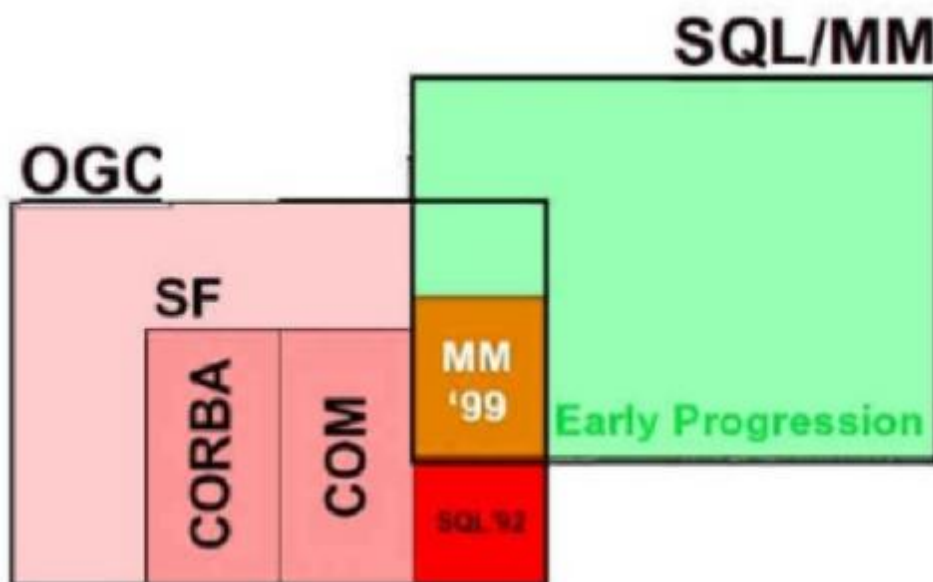 SQL/MM
OGC
SF
CORBA
COM
MM
‘99
Early Progression
SQL '92